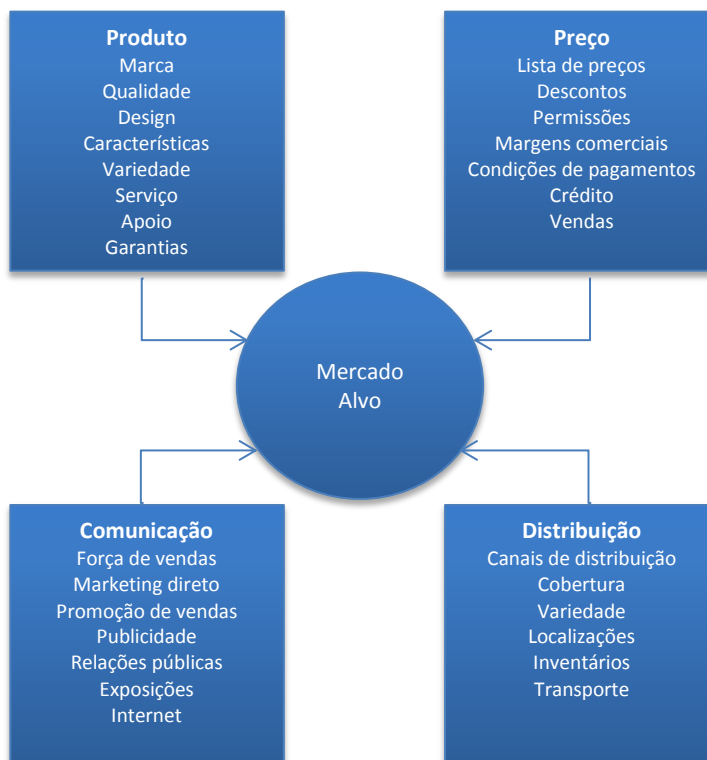 Produto
Marca
Qualidade
Design
Características
Variedade
Serviço
Apoio
Garantias
Preço
Lista de preços
Descontos
Permissões
Margens comerciais
Condições de pagamentos
Crédito
Vendas
Mercado
Alvo
Comunicação
Força de vendas
Marketing direto
Promoção de vendas
Publicidade
Relações públicas
Exposições
Internet
Distribuição
Canais de distribuição
Cobertura
Variedade
Localizações
Inventários
Transporte